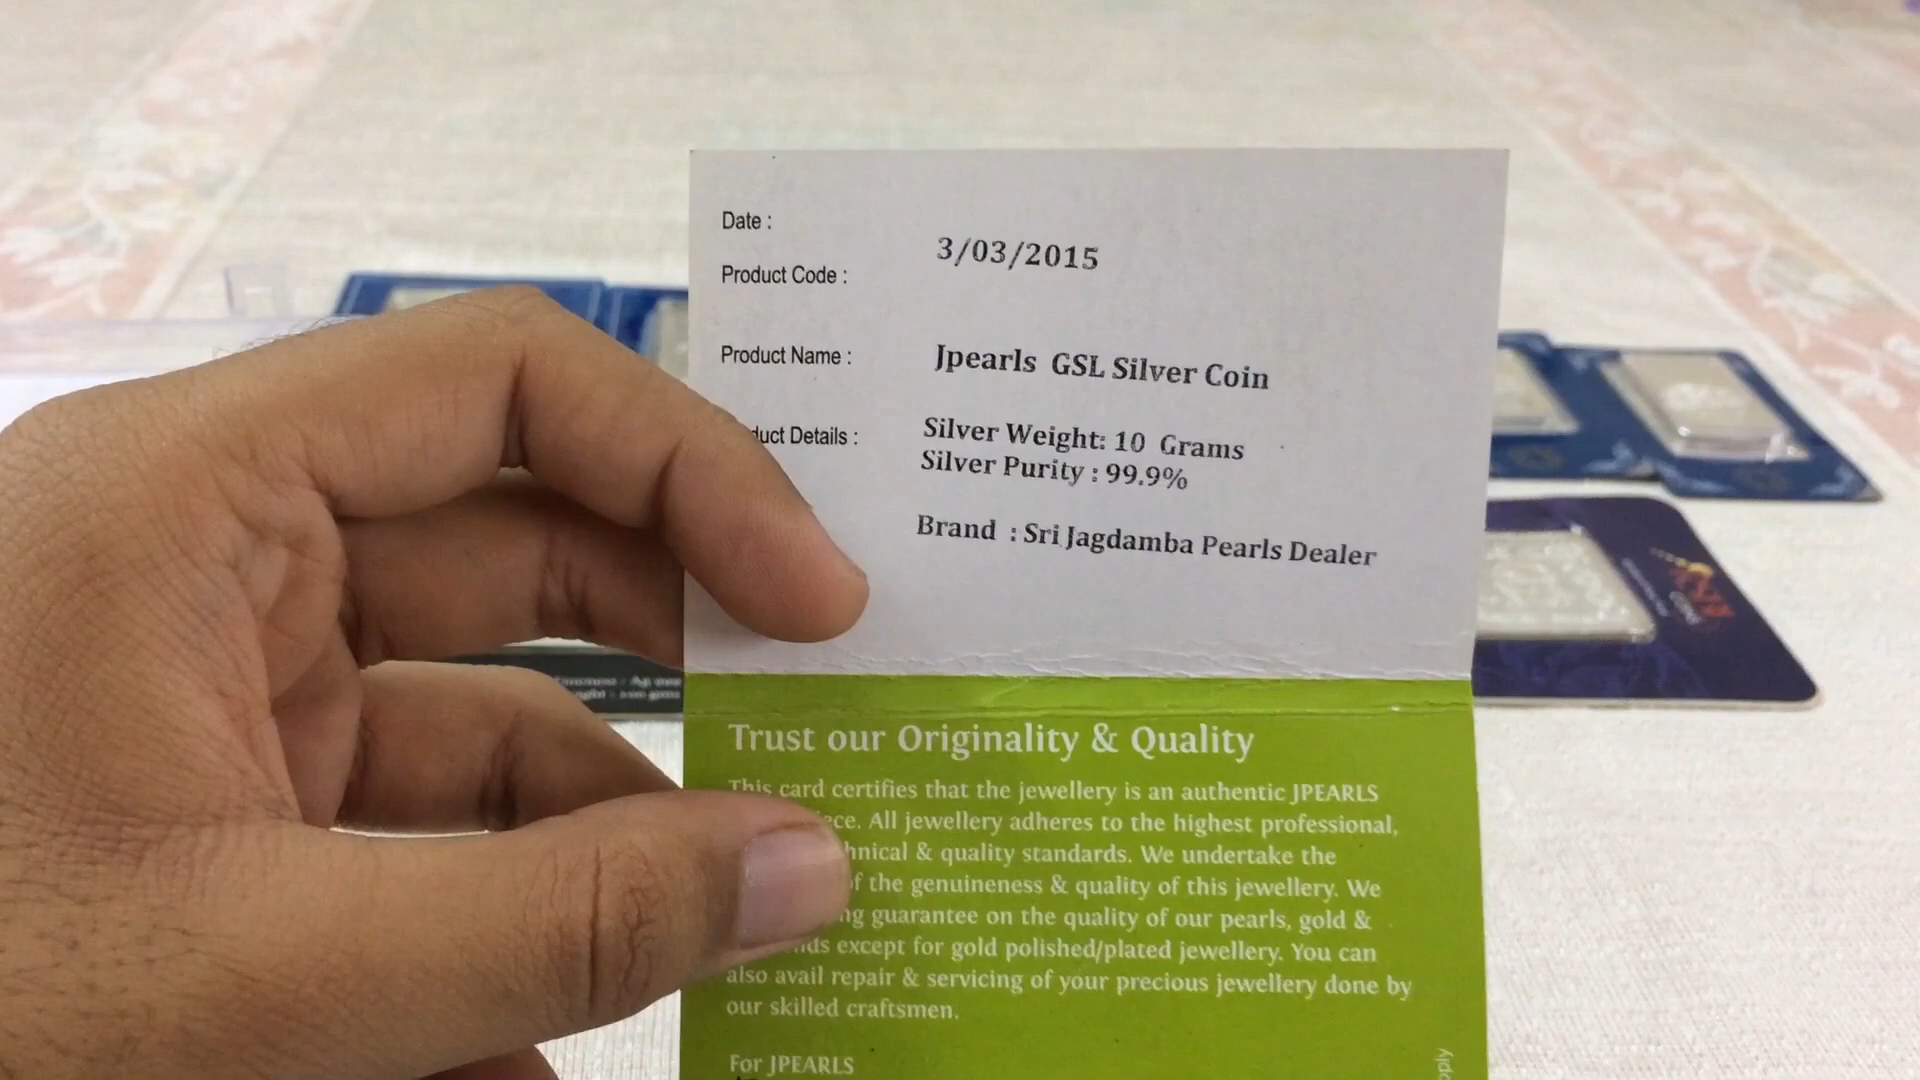 Date :
3/03/2015
Product Code :
Product Name :
Jpearls GSL Silver Coin
duct Details :
Silver Weight: 10 Grams
Silver Purity : 99.9%
Brand : Sri Jagdamba Pearls Dealer
Trust our Originality & Quality
This card certifies that the jewellery is an authentic JPEARLS
ece. All jewellery adheres to the highest professional,
hnical & quality standards. We undertake the
f the genuineness & quality of this jewellery. We
ng guarantee on the quality of our pearls, gold &
nds except for gold polished/plated jewellery. You can
also avail repair & servicing of your precious jewellery done by
our skilled craftsmen.
For JPEARLS